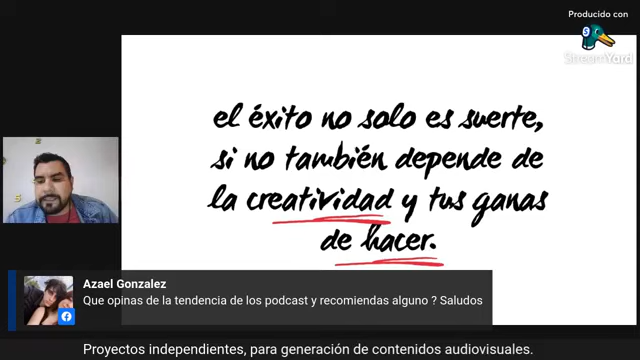 Producido con
StreamYard
el éxito no solo es suerte,
si no también depende de
la creatividad y tus ganas
de hacer.
Azael Gonzalez
Que opinas de la tendencia de los podcast y recomiendas alguno ? Saludos
Proyectos independientes, para generación de contenidos audiovisuales.